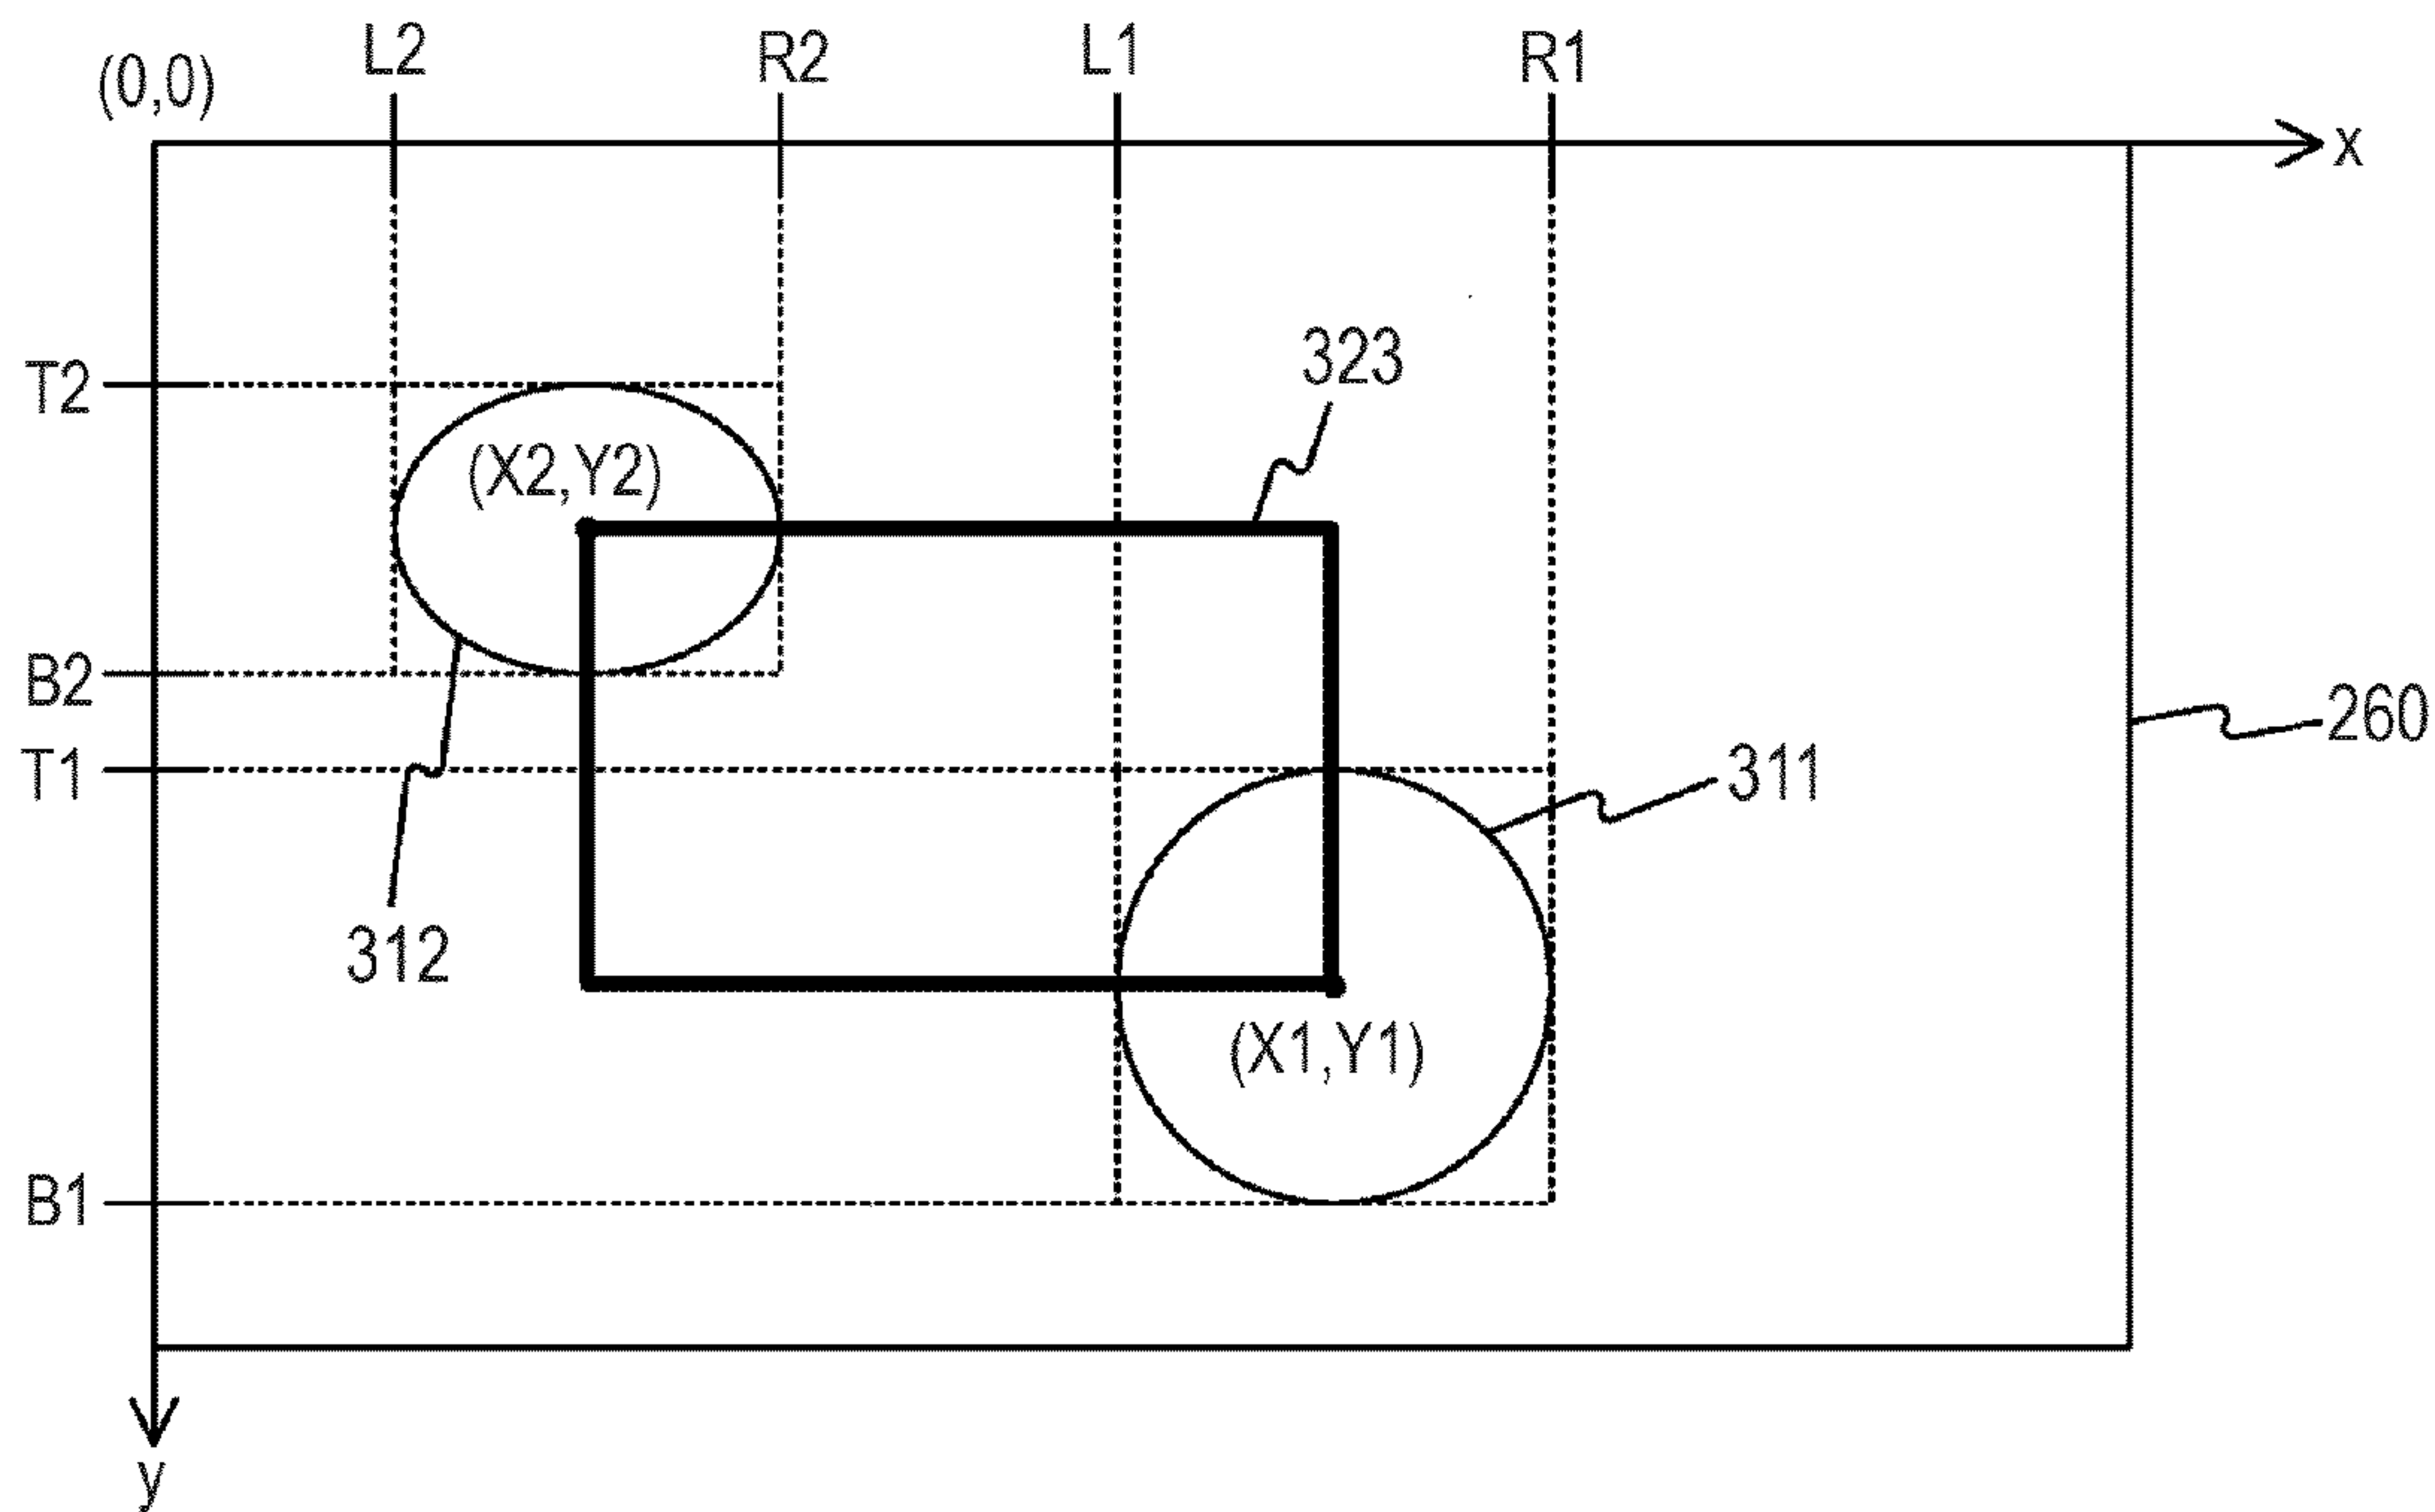 L2
R2
L1
R1
(0,0)
x
T2
323
(X2,Y2)
B2
260
T1
311
312
(X1,Y1)
B1
y